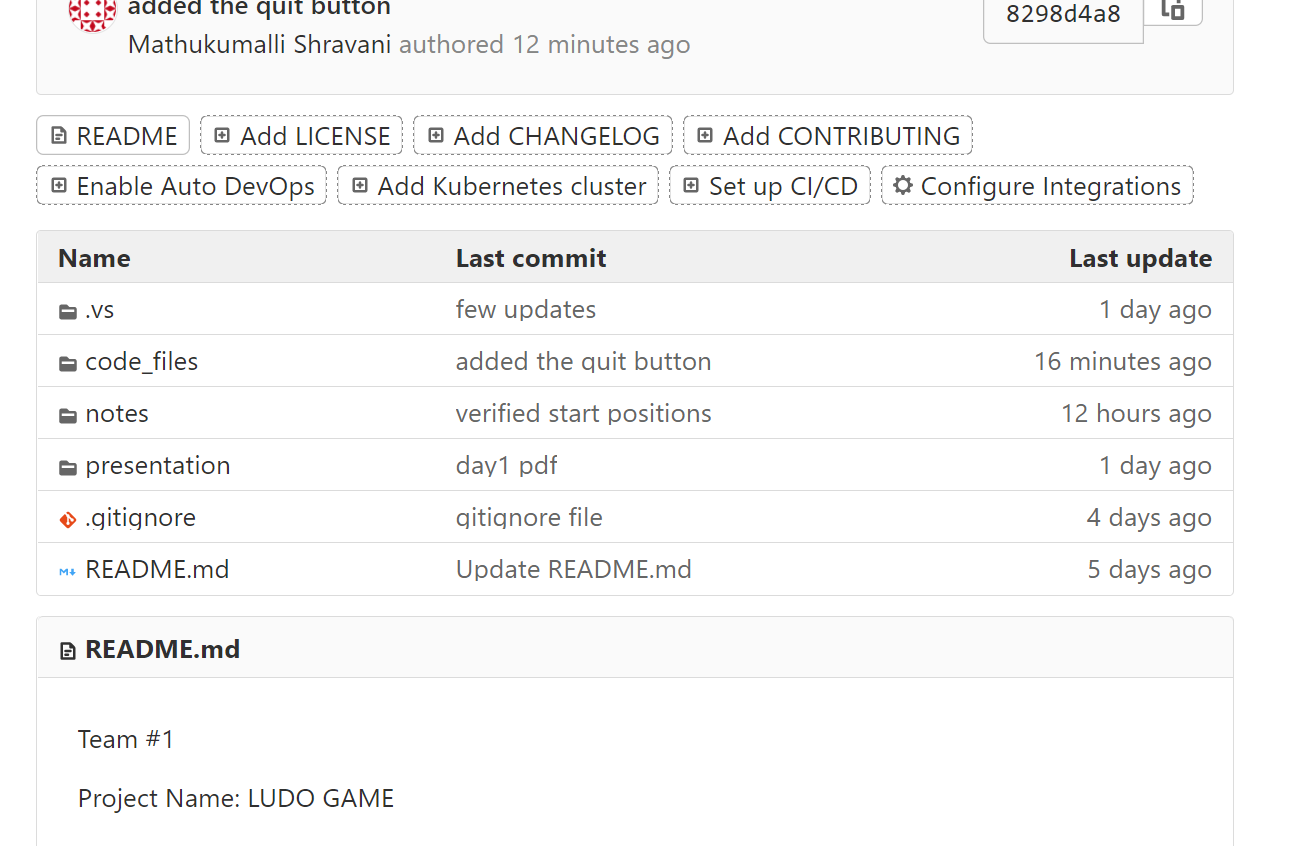 added the quit button
8298d4a8
Mathukumalli Shravani authored 12 minutes ago
README Add LICENSE Add CHANGELOG Add CONTRIBUTING
Enable Auto DevOps Add Kubernetes cluster Set up CI/CD Configure Integrations
Name Last commit Last update
.vs few updates 1 day ago
code_files added the quit button 16 minutes ago
notes verified start positions 12 hours ago
presentation day1 pdf 1 day ago
.gitignore gitignore file 4 days ago
README.md Update README.md 5 days ago
README.md
Team #1
Project Name: LUDO GAME